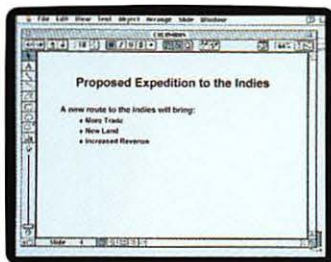 File Edit View Text Object Arrange Slide Window
Proposed Expedition to the Indies
A new route to the Indies will bring:
• More Trade
• New Land
• Increased Revenue
Slide 4